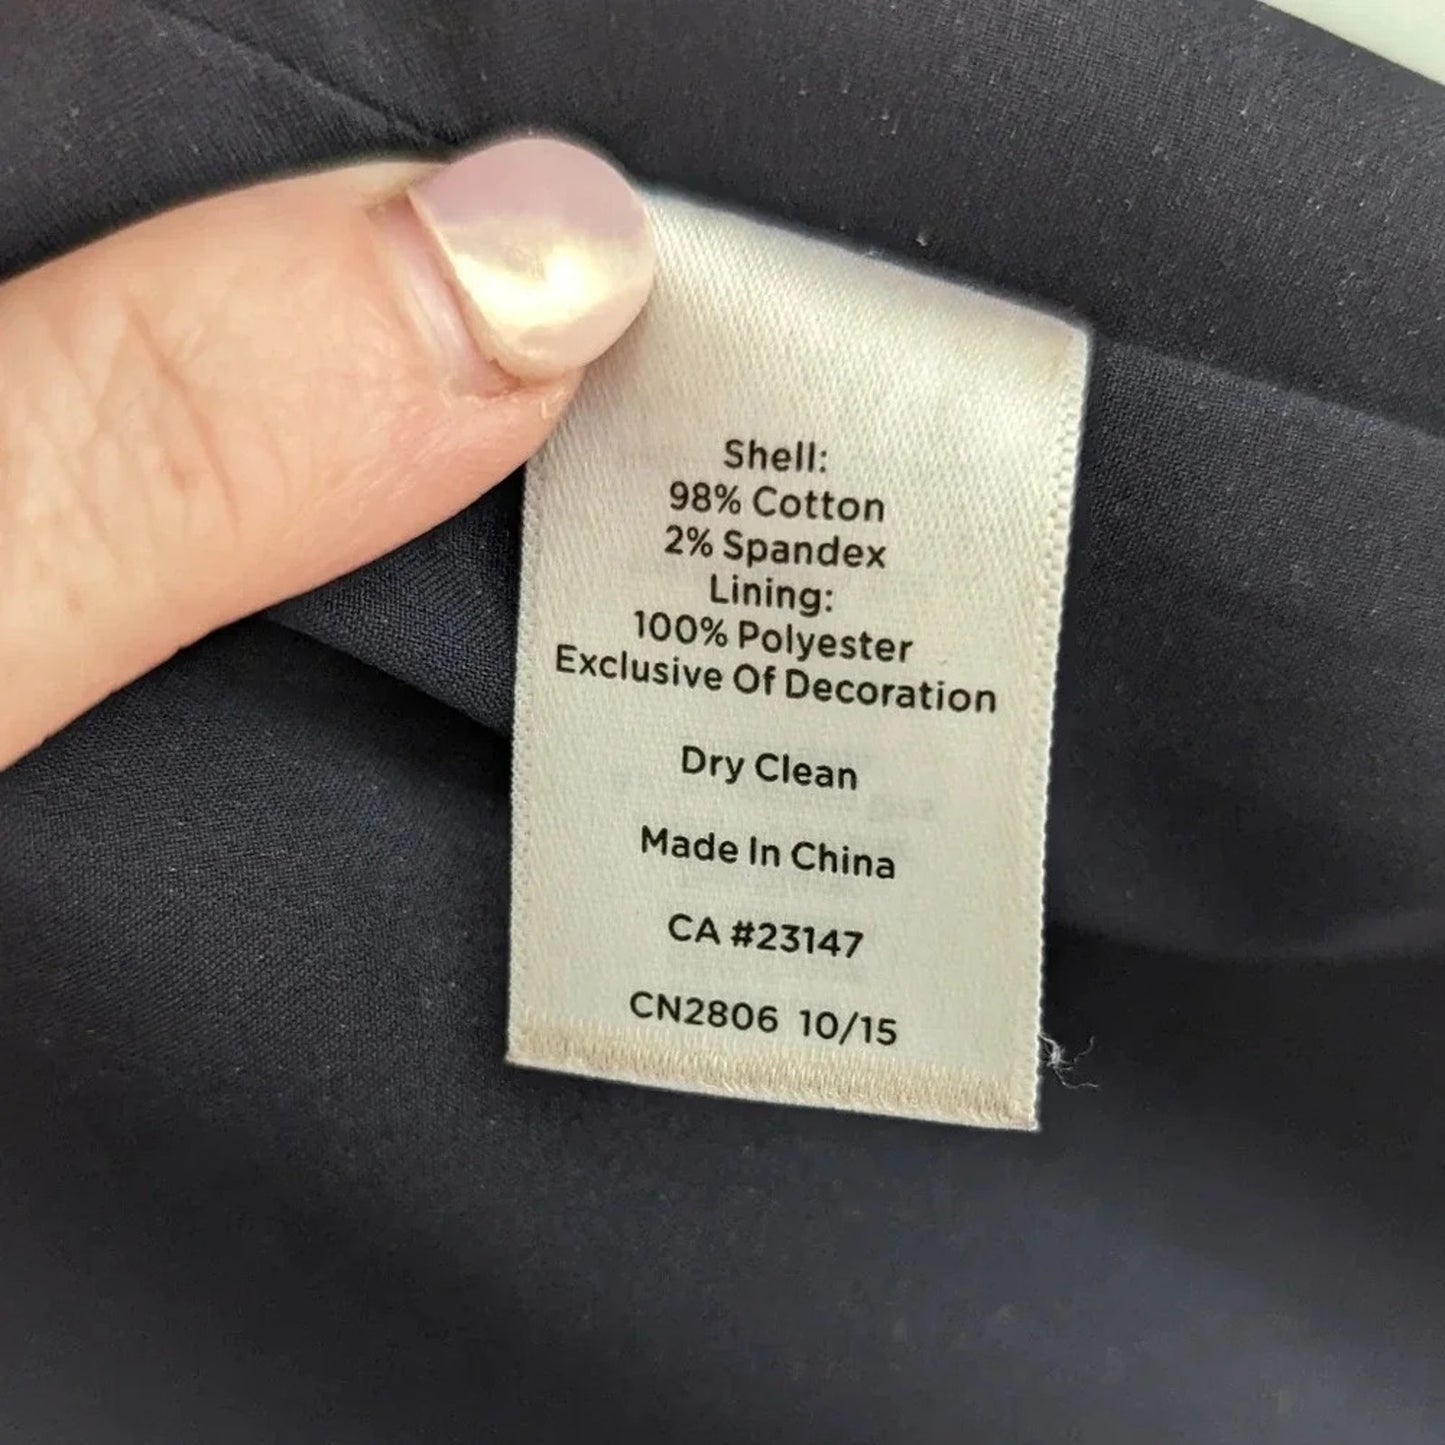 Shell:
98% Cotton
2% Spandex
Lining:
100% Polyester
Exclusive Of Decoration
Dry Clean
Made In China
CA #23147
CN2806 10/15